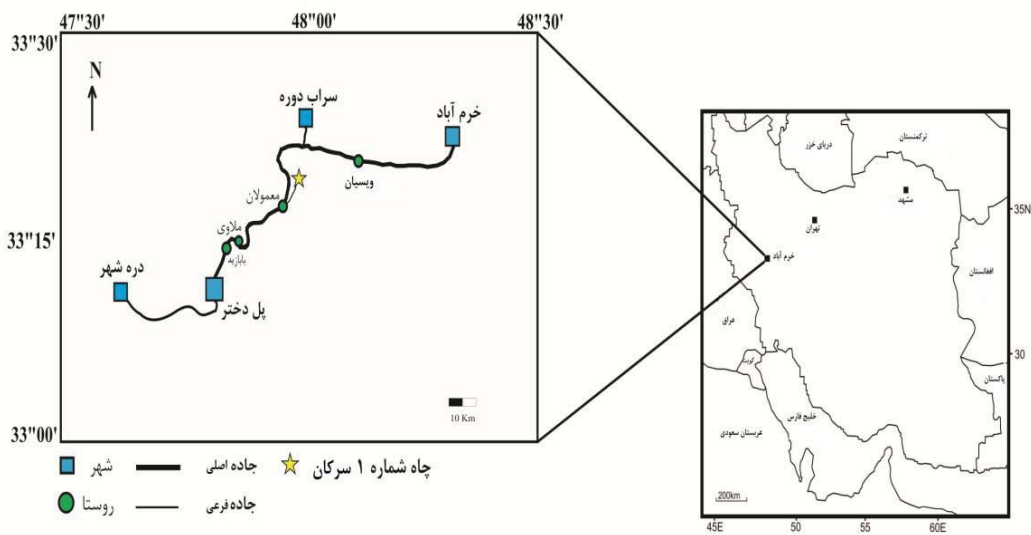 47"30' 48"00' 48"30'
33"30'
N
سراب دوره
خرم آباد
ویسیان
معمولان
ملاوی
بابازید
33"15'
دره شهر
پل دختر
10 Km
33"00'
شهر جاده اصلی چاه شماره ۱ سرکان
روستا جاده فرعی
ترکمنستان
دریای خزر
مشهد
35N
تهران
خرم آباد
افغانستان
عراق
30
کویت
پاکستان
خلیج فارس
عربستان سعودی
200km
45E 50 55 60E